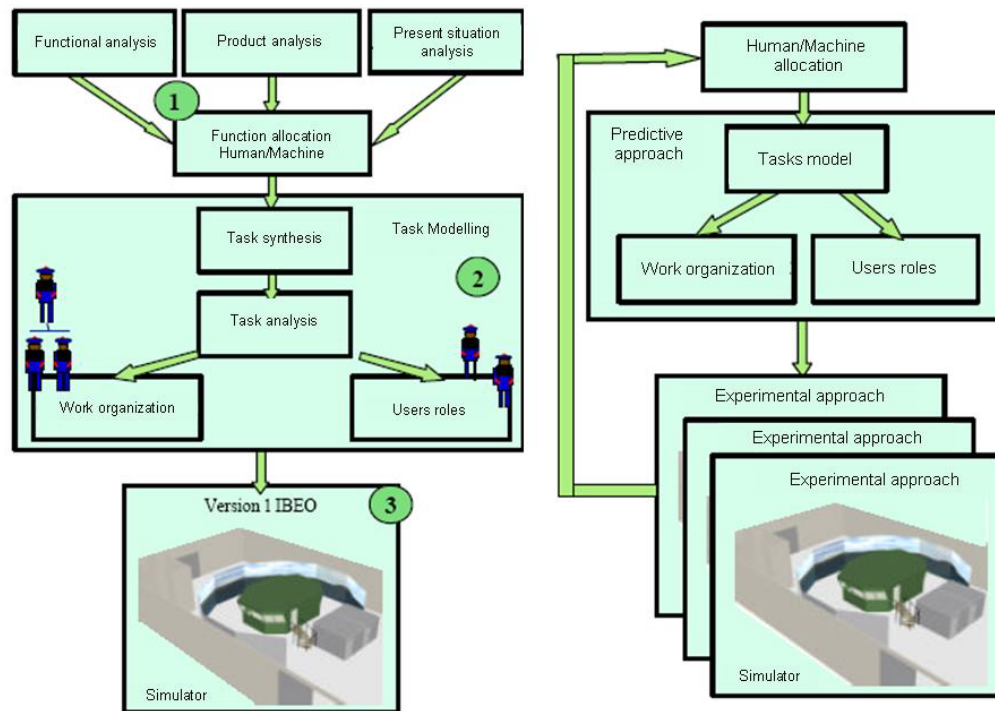 Functional analysis
Product analysis
Present situation
analysis
1
Function allocation
Human/Machine
Task synthesis
Task Modelling
2
Task analysis
Work organization
Users roles
Version 1 IBEO
3
Simulator
Human/Machine
allocation
Predictive
approach
Tasks model
Work organization
Users roles
Experimental approach
Experimental approach
Experimental approach
Simulator